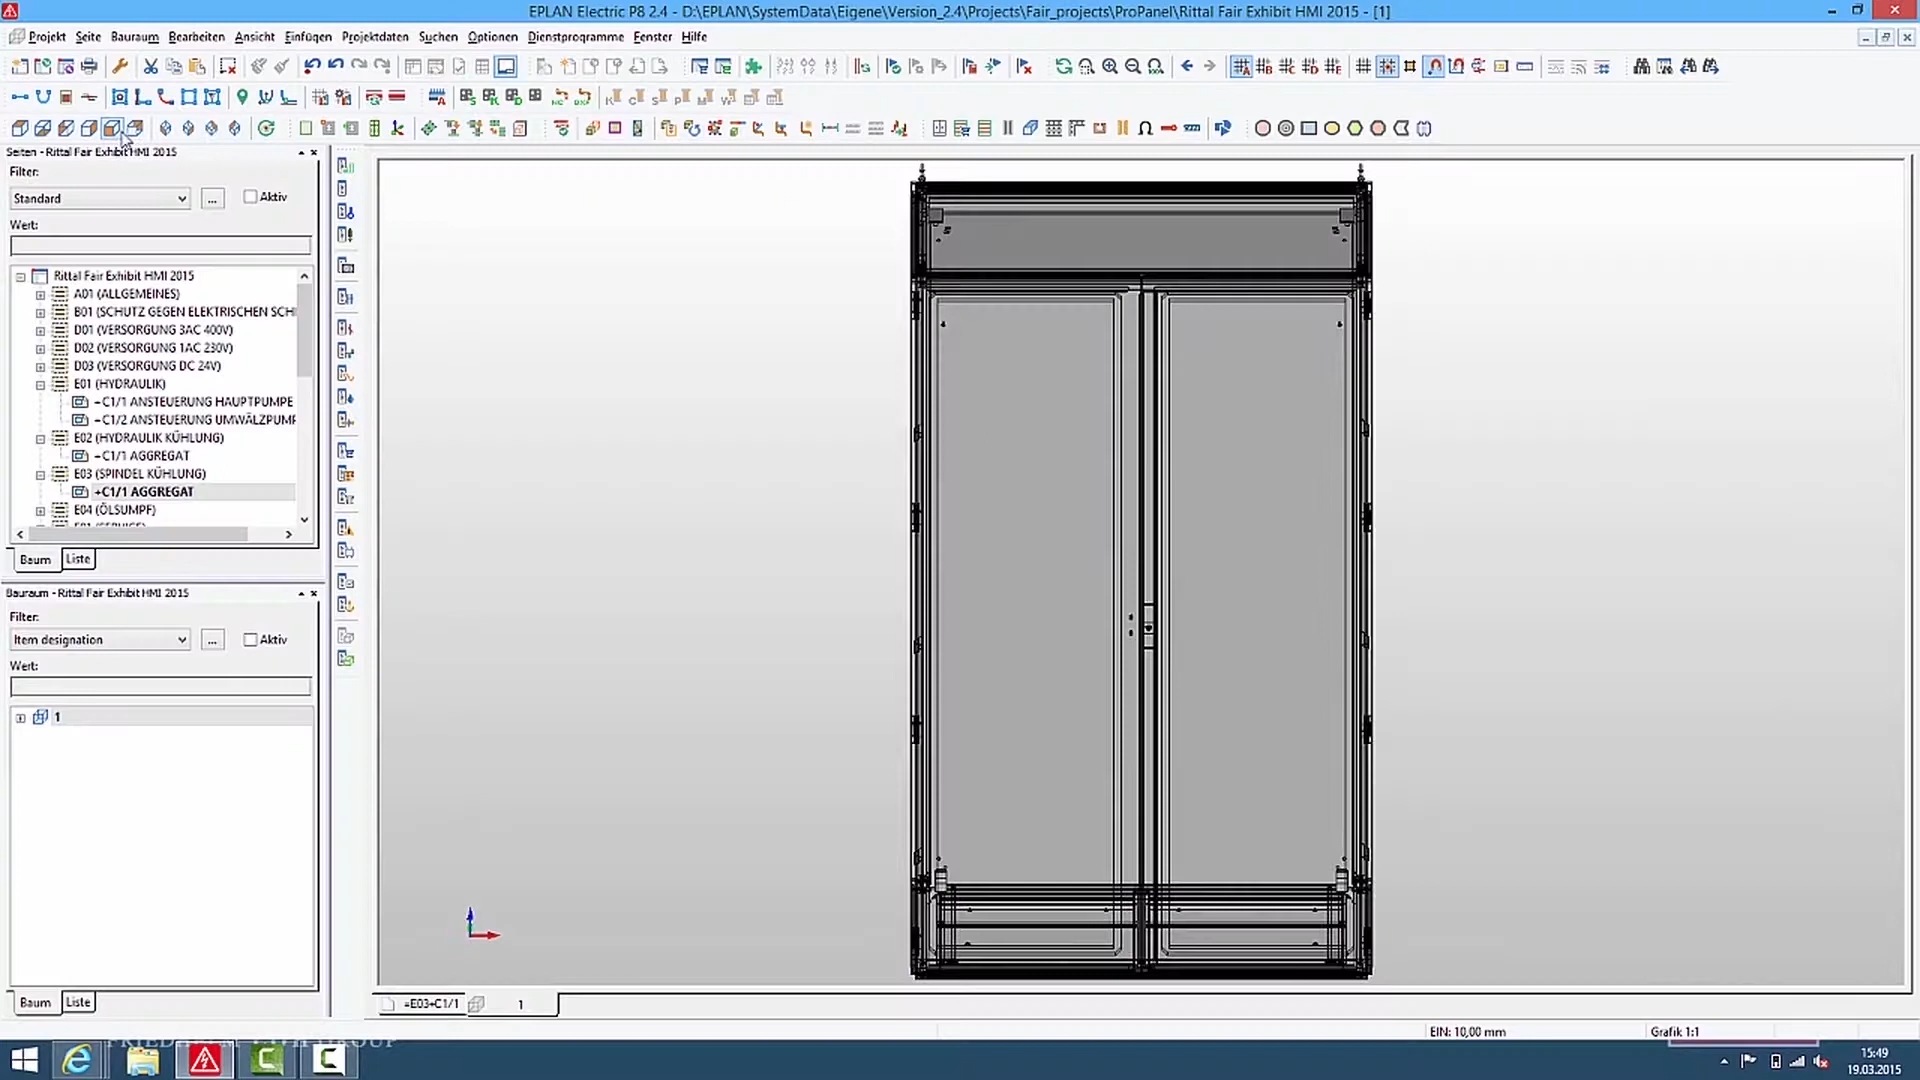 EPLAN Electric P8 2.4 - D:\EPLAN\SystemData\Eigene\Version_2.4\Projects\Fair_projects\ProPanel\Rittal Fair Exhibit HMI 2015 - [1]
Projekt Seite Bauraum Bearbeiten Ansicht Einfügen Projektdaten Suchen Optionen Dienstprogramme Fenster Hilfe
Seiten - Rittal Fair Exhibit HMI 2015
Filter:
Standard ... Aktiv
Wert:
Rittal Fair Exhibit HMI 2015
A01 (ALLGEMEINES)
B01 (SCHUTZ GEGEN ELEKTRISCHEN SCH
D01 (VERSORGUNG 3AC 400V)
D02 (VERSORGUNG 1AC 230V)
D03 (VERSORGUNG DC 24V)
E01 (HYDRAULIK)
+C1/1 ANSTEUERUNG HAUPTPUMPE
+C1/2 ANSTEUERUNG UMWÄLZPUMP
E02 (HYDRAULIK KÜHLUNG)
+C1/1 AGGREGAT
E03 (SPINDEL KÜHLUNG)
+C1/1 AGGREGAT
E04 (ÖLSUMPF)
Baum Liste
Bauraum - Rittal Fair Exhibit HMI 2015
Filter:
Item designation ... Aktiv
Wert:
1
Baum Liste
=E03+C1/1 1
EIN: 10,00 mm Grafik 1:1
15:49
19.03.2015